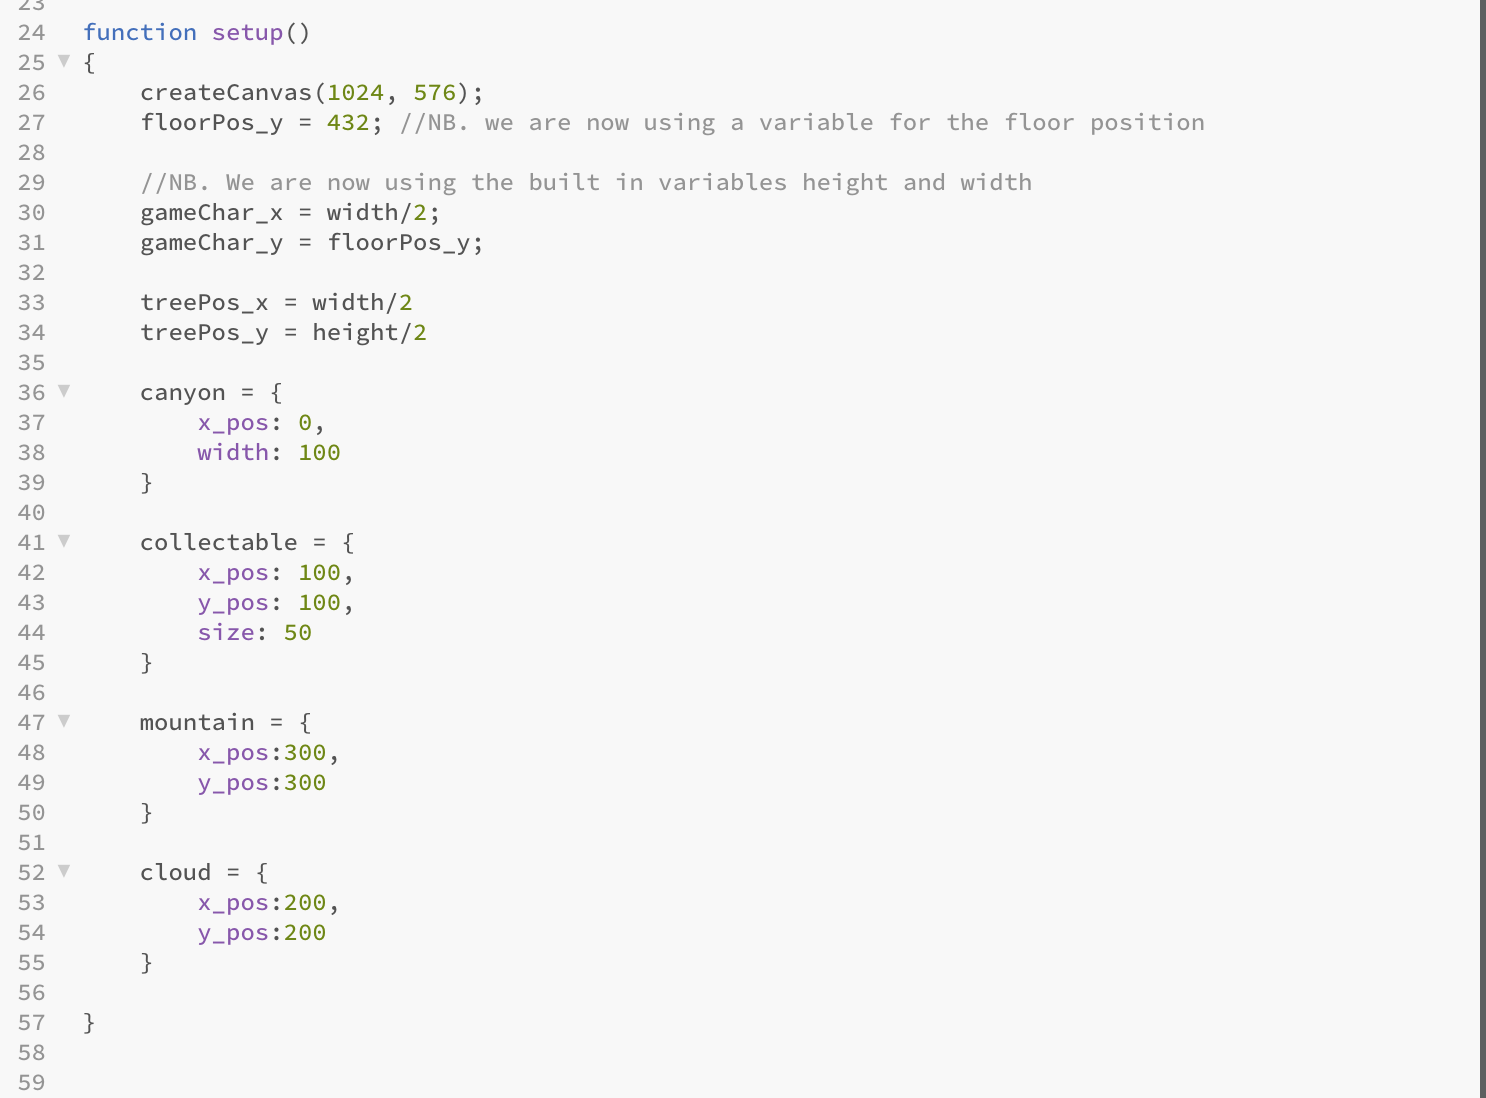 23
24 function setup()
25 ▼ {
26 createCanvas(1024, 576);
27 floorPos_y = 432; //NB. we are now using a variable for the floor position
28
29 //NB. We are now using the built in variables height and width
30 gameChar_x = width/2;
31 gameChar_y = floorPos_y;
32
33 treePos_x = width/2
34 treePos_y = height/2
35
36 ▼ canyon = {
37 x_pos: 0,
38 width: 100
39 }
40
41 ▼ collectable = {
42 x_pos: 100,
43 y_pos: 100,
44 size: 50
45 }
46
47 ▼ mountain = {
48 x_pos:300,
49 y_pos:300
50 }
51
52 ▼ cloud = {
53 x_pos:200,
54 y_pos:200
55 }
56
57 }
58
59